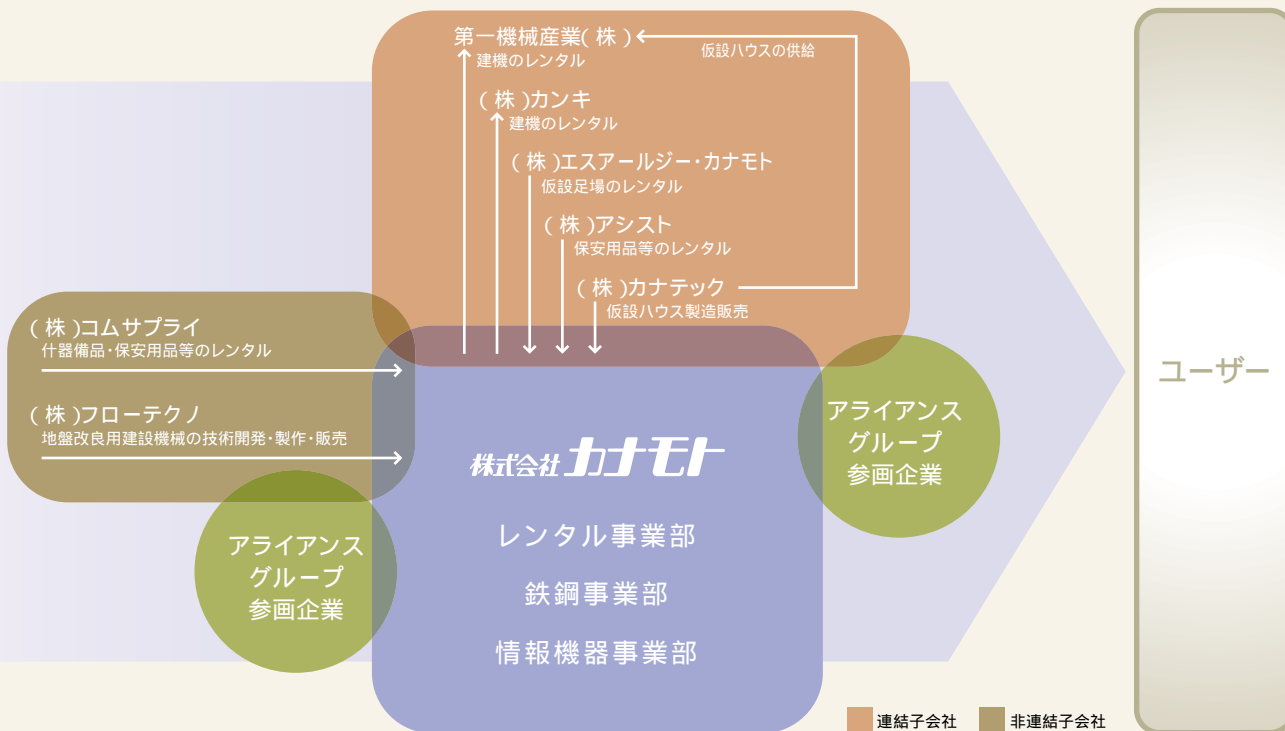 第一機械産業(株)
建機のレンタル
仮設ハウスの供給
(株)カンキ
建機のレンタル
(株)エスアールジー・カナモト
仮設足場のレンタル
(株)アシスト
保安用品等のレンタル
(株)カナテック
仮設ハウス製造販売
(株)コムサプライ
什器備品・保安用品等のレンタル
(株)フローテクノ
地盤改良用建設機械の技術開発・製作・販売
アライアンス
グループ
参画企業
株式会社カナモト
レンタル事業部
鉄鋼事業部
情報機器事業部
アライアンス
グループ
参画企業
ユーザー
連結子会社
非連結子会社